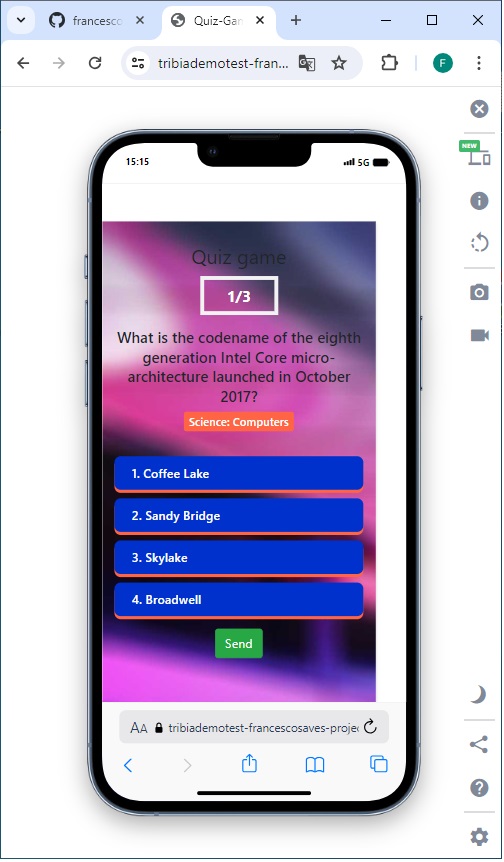 francesco
Quiz-Gan
tribiademotest-fran...
F
NEW
15:15
5G
Quiz game
1/3
What is the codename of the eighth
generation Intel Core micro-
architecture launched in October
2017?
Science: Computers
1. Coffee Lake
2. Sandy Bridge
3. Skylake
4. Broadwell
Send
AA tribiademotest-francescosaves-projec